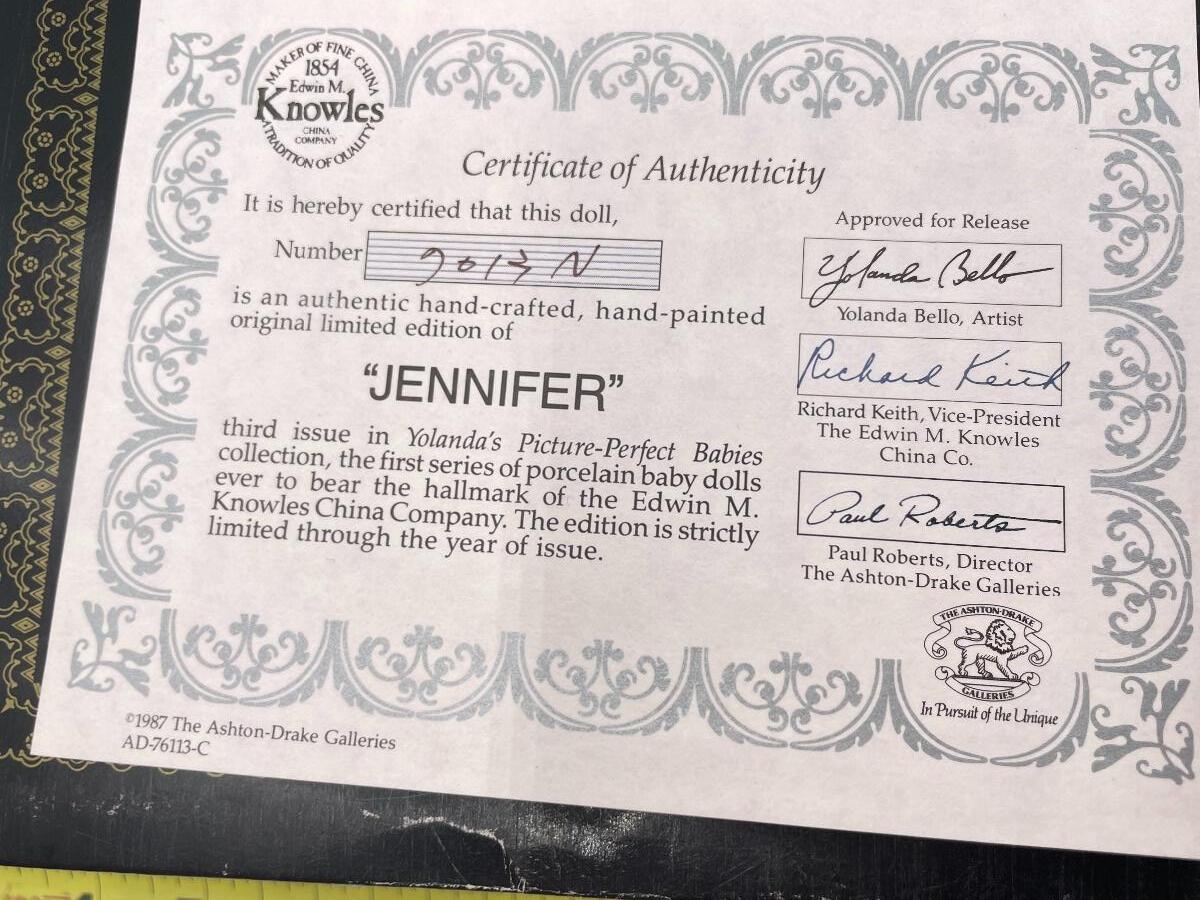 MAKER OF FINE CHINA
1854
Edwin M.
Knowles
CHINA
COMPANY
A TRADITION OF QUALITY
Certificate of Authenticity
It is hereby certified that this doll,
Number 9013 N
is an authentic hand-crafted, hand-painted
original limited edition of
“JENNIFER”
third issue in Yolanda's Picture-Perfect Babies
collection, the first series of porcelain baby dolls
ever to bear the hallmark of the Edwin M.
Knowles China Company. The edition is strictly
limited through the year of issue.
Approved for Release
Yolanda Bello
Yolanda Bello, Artist
Richard Keith
Richard Keith, Vice-President
The Edwin M. Knowles
China Co.
Paul Roberts
Paul Roberts, Director
The Ashton-Drake Galleries
THE ASHTON-DRAKE
GALLERIES
In Pursuit of the Unique
©1987 The Ashton-Drake Galleries
AD-76113-C